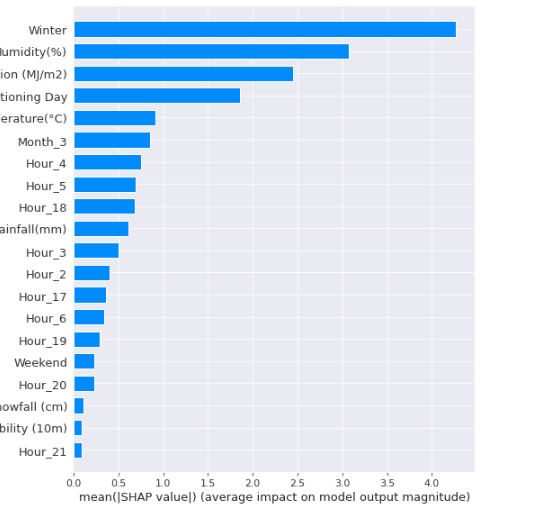 Winter
Humidity(%)
ion (MJ/m2)
tioning Day
erature(°C)
Month_3
Hour_4
Hour_5
Hour_18
ainfall(mm)
Hour_3
Hour_2
Hour_17
Hour_6
Hour_19
Weekend
Hour_20
nowfall (cm)
bility (10m)
Hour_21
0.0 0.5 1.0 1.5 2.0 2.5 3.0 3.5 4.0
mean(|SHAP value|) (average impact on model output magnitude)